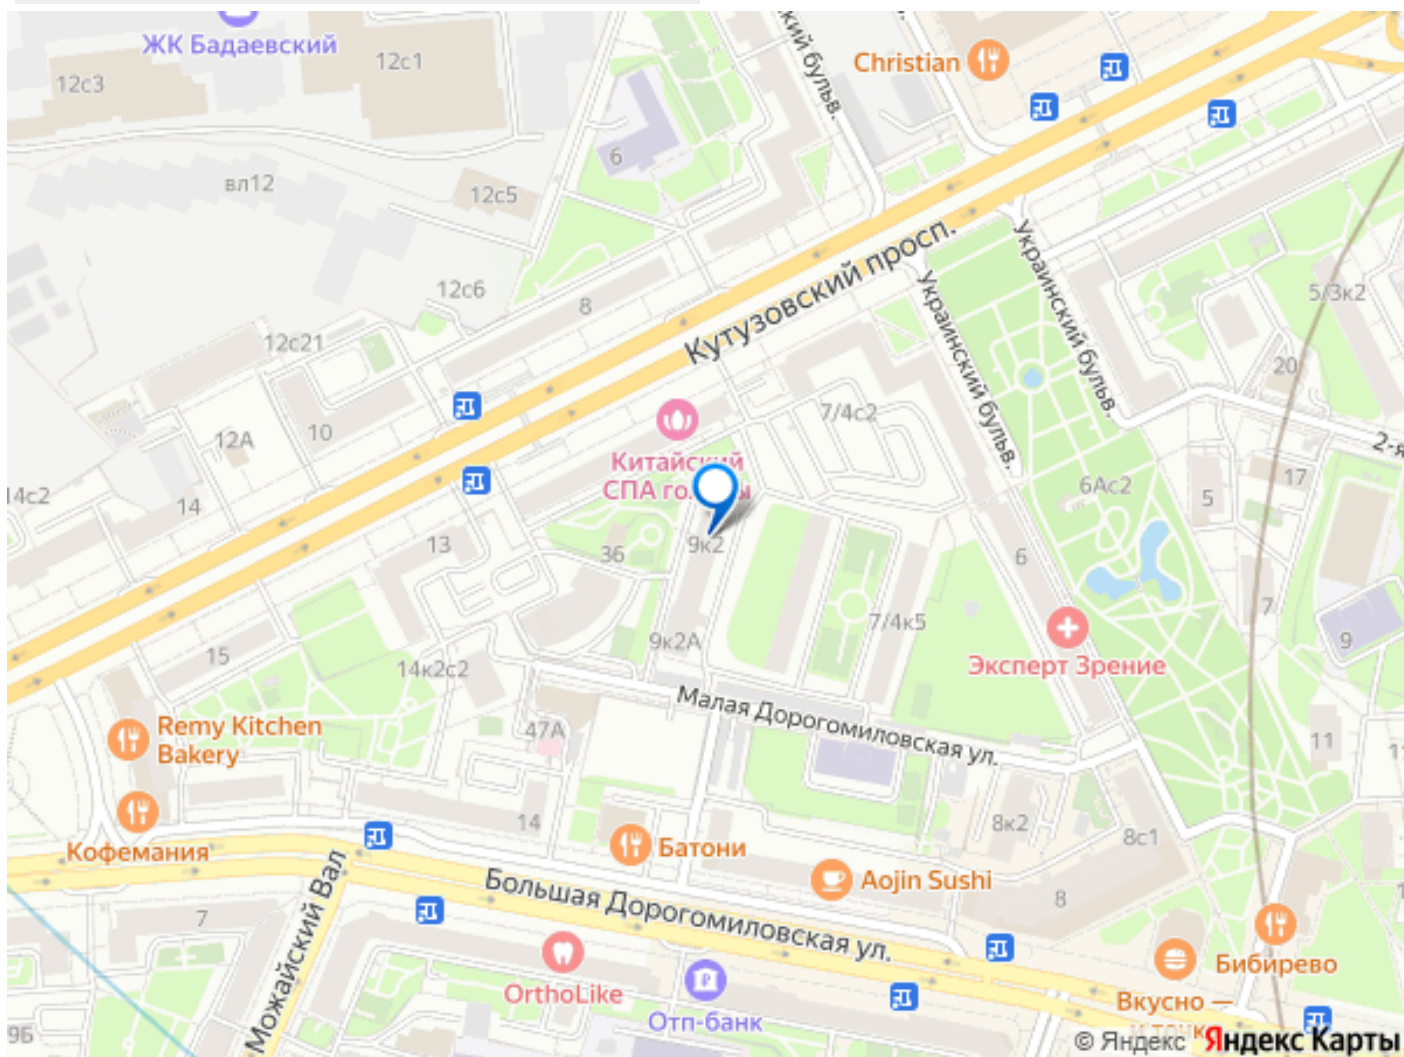 ЖК Бадаевский
12с3
12с1
Christian
6
вл12
12с5
12с6
8
Кутузовский просп.
Украинский бульв.
Украинский бульв.
5/3к2
12с21
20
10
12А
7/4с2
2-я
Китайский
14с2
14
6Ас2
17
5
13
36
9к2
6
7
7/4к5
9к2А
9
15
14к2с2
Эксперт Зрение
Малая Дорогомиловская ул.
Remy Kitchen
Bakery
47А
11
14
8к2
8с1
Кофемания
Батони
Aojin Sushi
Можайский Вал
Большая Дорогомиловская ул.
8
7
OrthoLike
Отп-банк
Бибирево
Вкусно —
9Б
© Яндекс Яндекс Карты